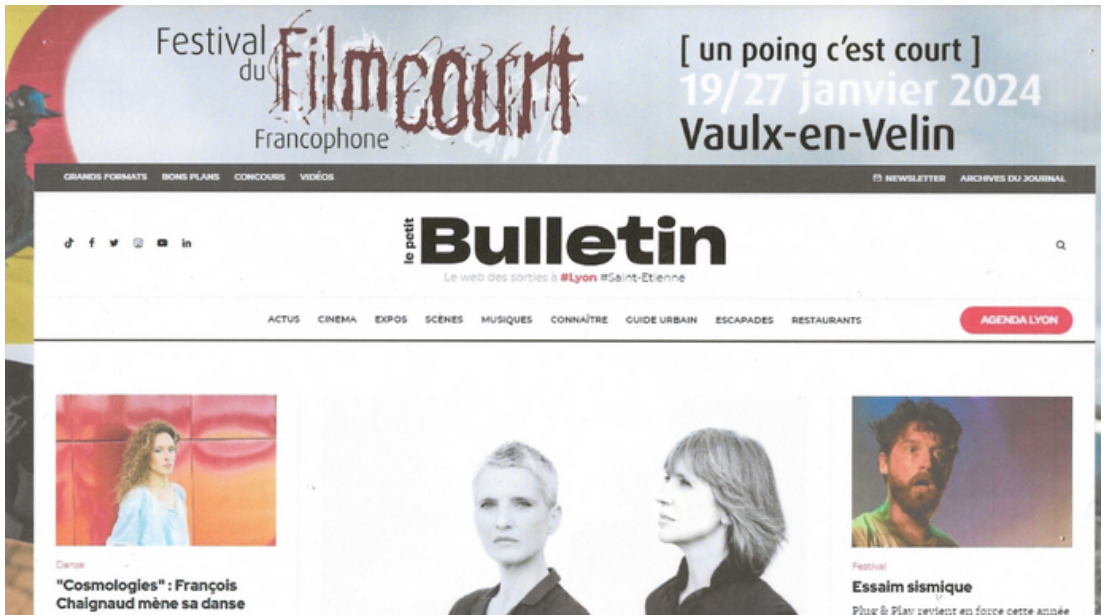 Festival
du
Filmcourt
Francophone
[ un poing c'est court ]
19/27 janvier 2024
Vaulx-en-Velin
GRANDS FORMATS BONS PLANS CONCOURS VIDÉOS
NEWSLETTER ARCHIVES DU JOURNAL
le petit
Bulletin
Le web des sorties à #Lyon #Saint-Etienne
ACTUS CINEMA EXPOS SCÈNES MUSIQUES CONNAÎTRE GUIDE URBAIN ESCAPADES RESTAURANTS
AGENDA LYON
Danse
"Cosmologies" : François
Chaignaud mène sa danse
Festival
Essaim sismique
Plug & Play revient en force cette année